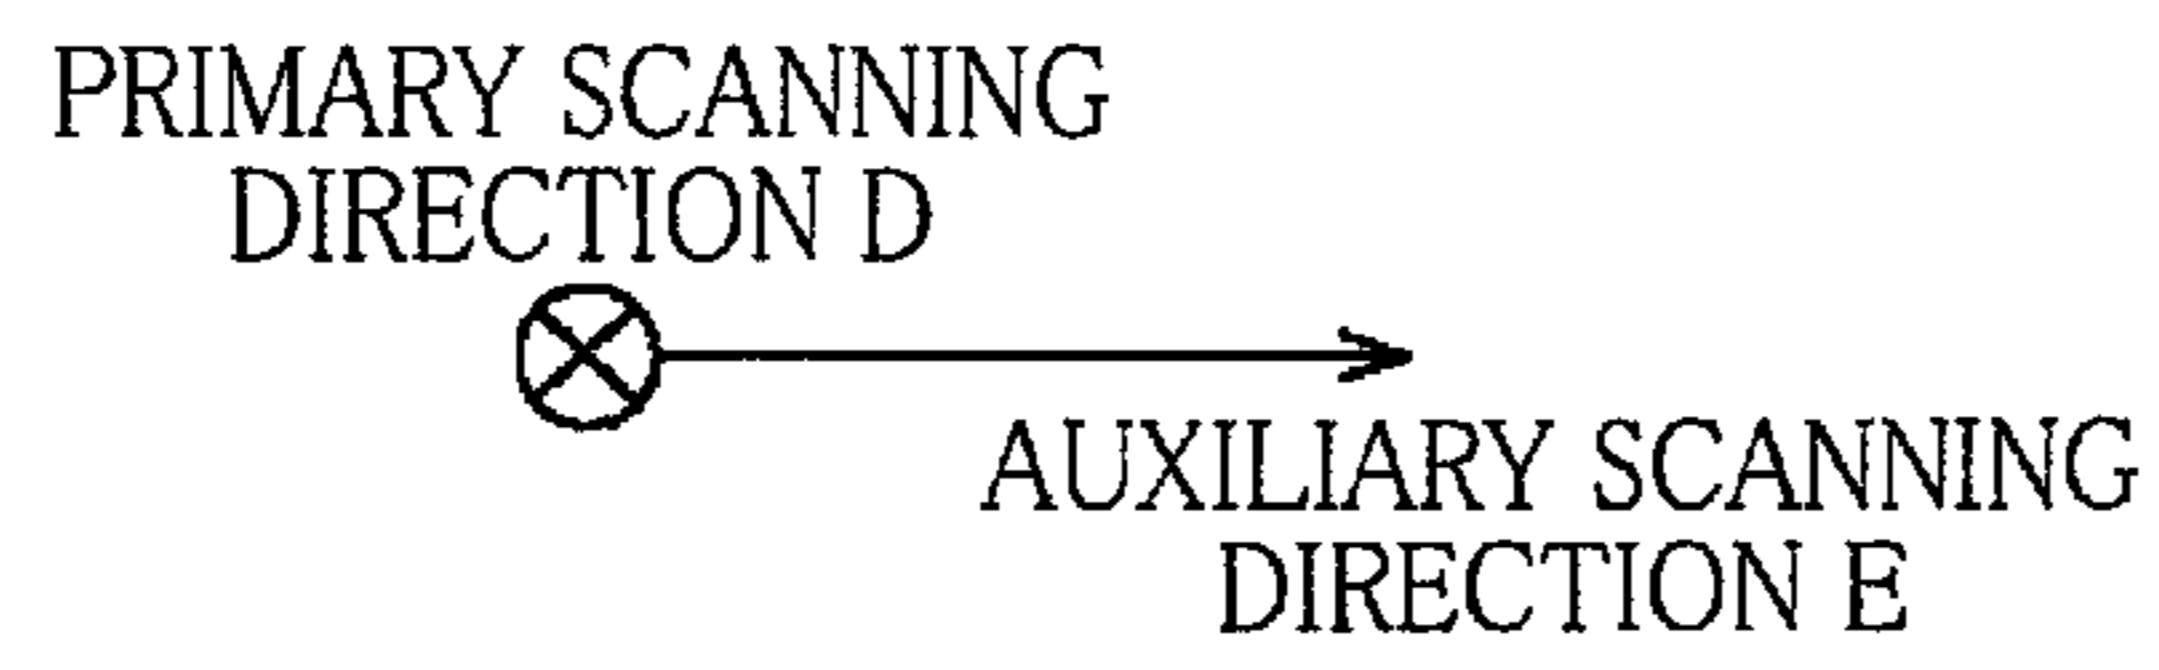 PRIMARY SCANNING
DIRECTION D
AUXILIARY SCANNING
DIRECTION E